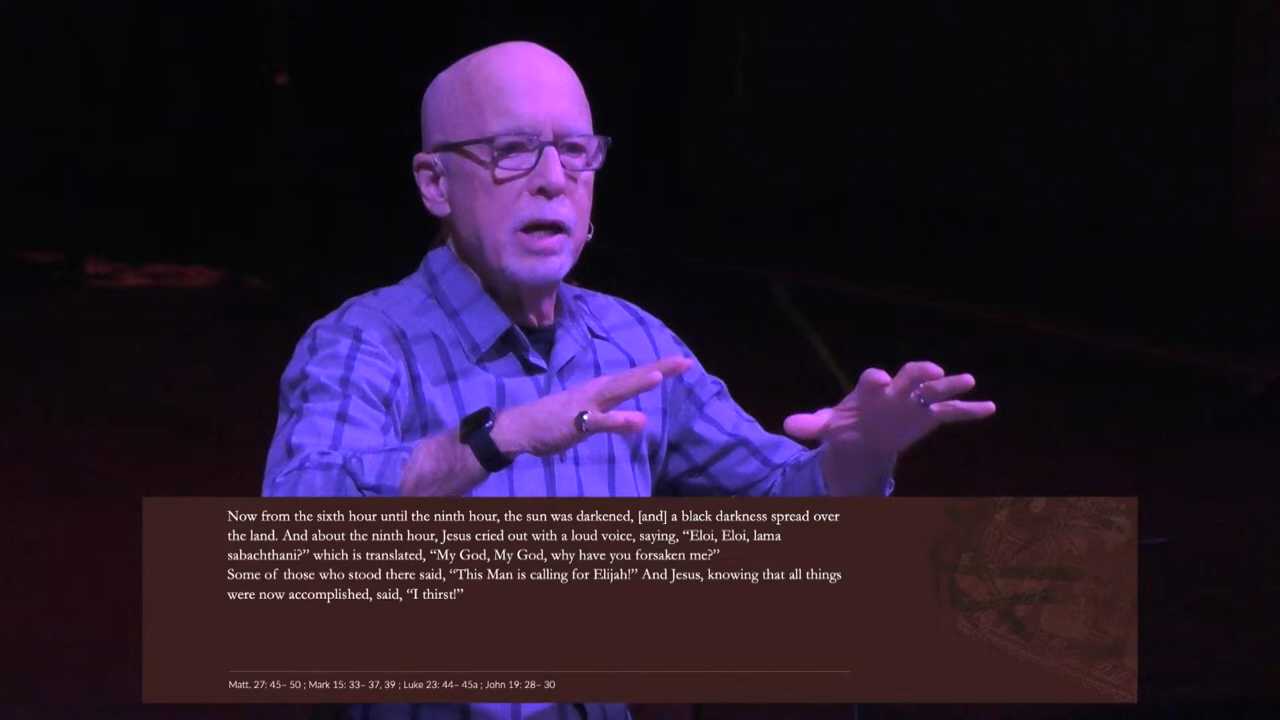 Now from the sixth hour until the ninth hour, the sun was darkened, [and] a black darkness spread over
the land. And about the ninth hour, Jesus cried out with a loud voice, saying, “Eloi, Eloi, lama
sabachthani?” which is translated, “My God, My God, why have you forsaken me?”
Some of those who stood there said, “This Man is calling for Elijah!” And Jesus, knowing that all things
were now accomplished, said, “I thirst!”
Matt. 27: 45– 50 ; Mark 15: 33– 37, 39 ; Luke 23: 44– 45a ; John 19: 28– 30